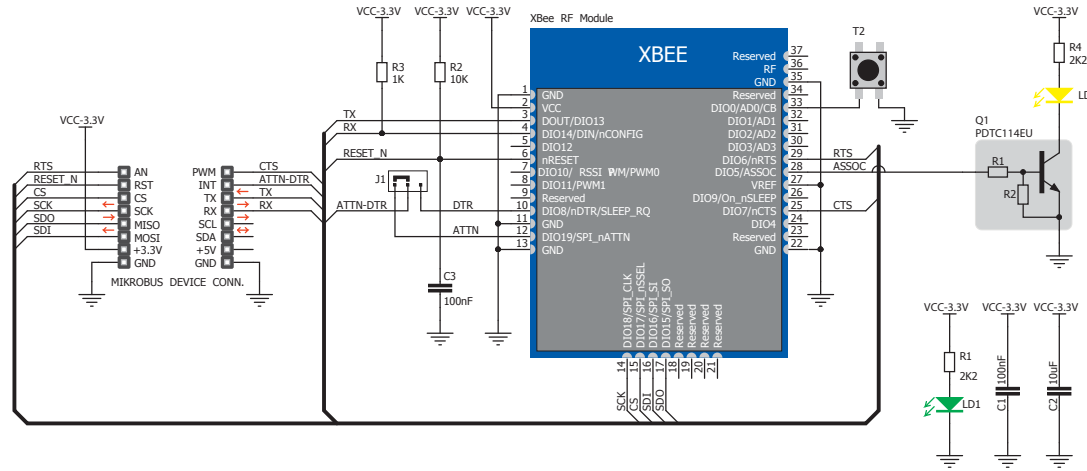 VCC-3.3V
VCC-3.3V
VCC-3.3V
XBee RF Module
VCC-3.3V
XBEE
R3
1K
R2
10K
T2
R4
2K2
LD
Reserved 37
RF 36
GND 35
1 GND
Reserved 34
2 VCC
DIO0/AD0/CB 33
TX 3 DOUT/DIO13
DIO1/AD1 32
RX 4 DIO14/DIN/nCONFIG
DIO2/AD2 31
5 DIO12
DIO3/AD3 30
RESET_N 6 nRESET
DIO6/nRTS 29 RTS
7 DIO10/ RSSI PWM/PWM0
DIO5/ASSOC 28 ASSOC
8 DIO11/PWM1
VREF 27
9 Reserved
DIO9/On_nSLEEP 26
ATTN-DTR
J1
DTR 10 DIO8/nDTR/SLEEP_RQ
DIO7/nCTS 25 CTS
11 GND
DIO4 24
ATTN 12 DIO19/SPI_nATTN
Reserved 23
13 GND
GND 22
Q1
PDTC114EU
R1
R2
VCC-3.3V
RTS AN
PWM CTS
RESET_N RST
INT ATTN-DTR
CS CS
TX TX
SCK SCK
RX RX
SDO MISO
SCL
SDI MOSI
SDA
+3.3V
+5V
GND
GND
MIKROBUS DEVICE CONN.
C3
100nF
DIO18/SPI_CLK
DIO17/SPI_nSSEL
DIO16/SPI_SI
DIO15/SPI_SO
Reserved
Reserved
Reserved
Reserved
14
15
16
17
18
19
20
21
SCK
CS
SDI
SDO
VCC-3.3V
VCC-3.3V
VCC-3.3V
R1
2K2
LD1
C1 100nF
C2 10uF